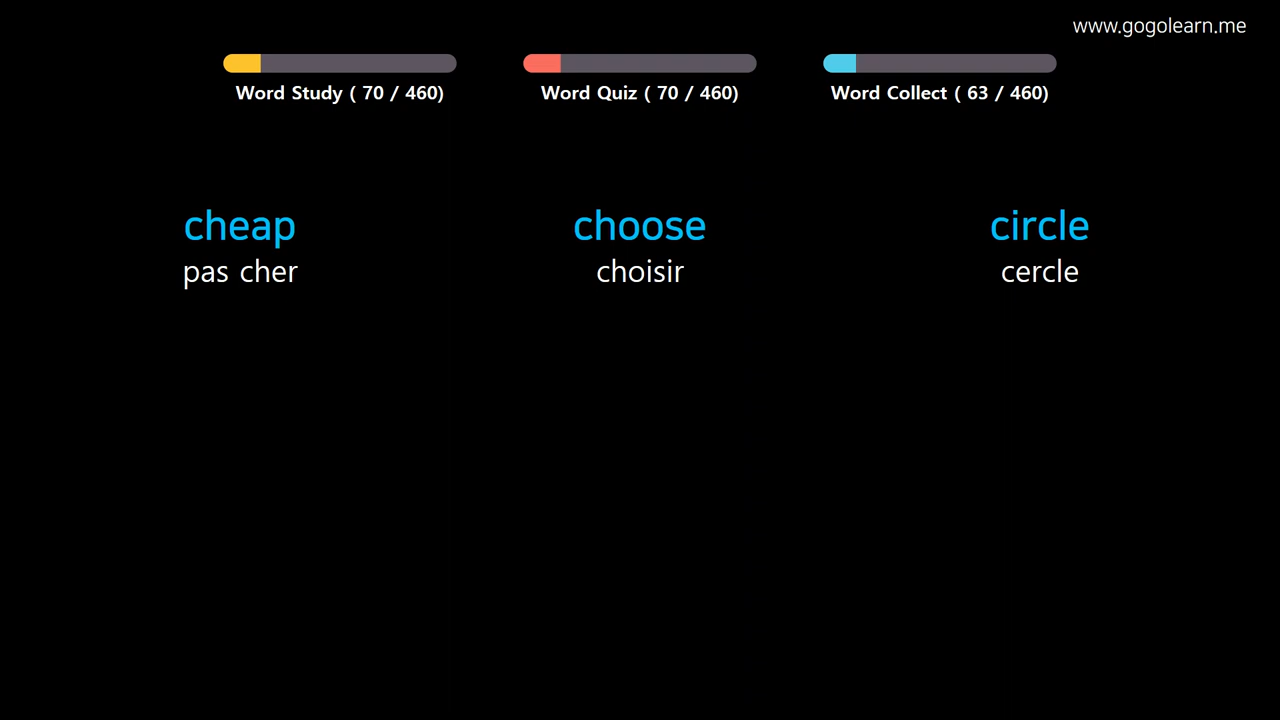 www.gogolearn.me
Word Study ( 70 / 460)
Word Quiz ( 70 / 460)
Word Collect ( 63 / 460)
cheap
pas cher
choose
choisir
circle
cercle